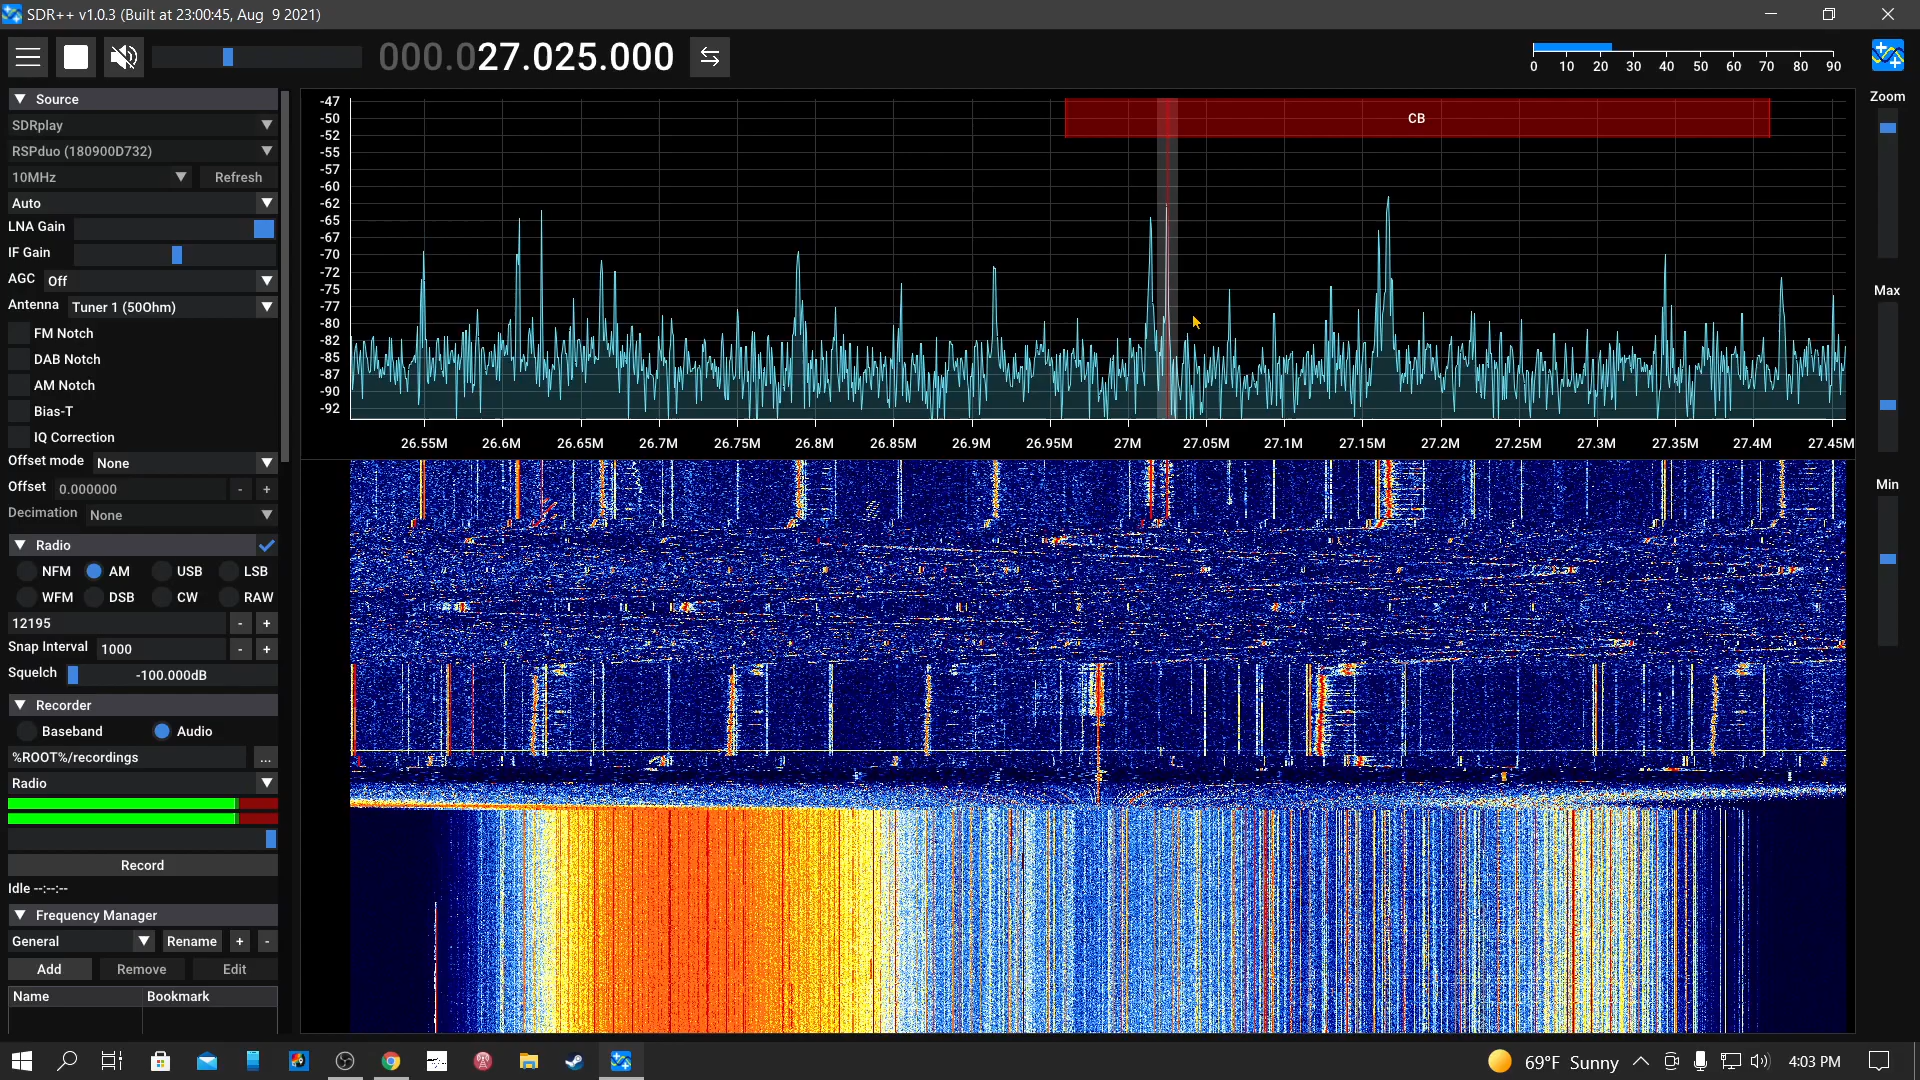 SDR++ v1.0.3 (Built at 23:00:45, Aug  9 2021)
000.027.025.000
0 10 20 30 40 50 60 70 80 90
Source
SDRplay
RSPduo (180900D732)
10MHz Refresh
Auto
LNA Gain
IF Gain
AGC Off
Antenna Tuner 1 (50Ohm)
FM Notch
DAB Notch
AM Notch
Bias-T
IQ Correction
Offset mode None
Offset 0.000000 - +
Decimation None
Radio
NFM AM USB LSB
WFM DSB CW RAW
12195 - +
Snap Interval 1000 - +
Squelch -100.000dB
Recorder
Baseband Audio
%ROOT%/recordings ...
Radio
Record
Idle --:--:--
Frequency Manager
General Rename + -
Add Remove Edit
Name Bookmark
-47
-50
-52
-55
-57
-60
-62
-65
-67
-70
-72
-75
-77
-80
-82
-85
-87
-90
-92
CB
26.55M 26.6M 26.65M 26.7M 26.75M 26.8M 26.85M 26.9M 26.95M 27M 27.05M 27.1M 27.15M 27.2M 27.25M 27.3M 27.35M 27.4M 27.45M
Zoom
Max
Min
69°F Sunny 4:03 PM